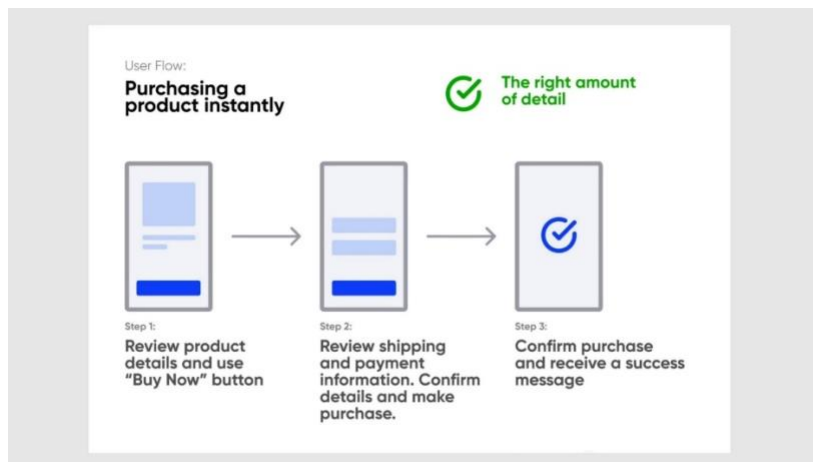 User Flow:
Purchasing a
product instantly
The right amount
of detail
Step 1:
Review product
details and use
“Buy Now” button
Step 2:
Review shipping
and payment
information. Confirm
details and make
purchase.
Step 3:
Confirm purchase
and receive a success
message